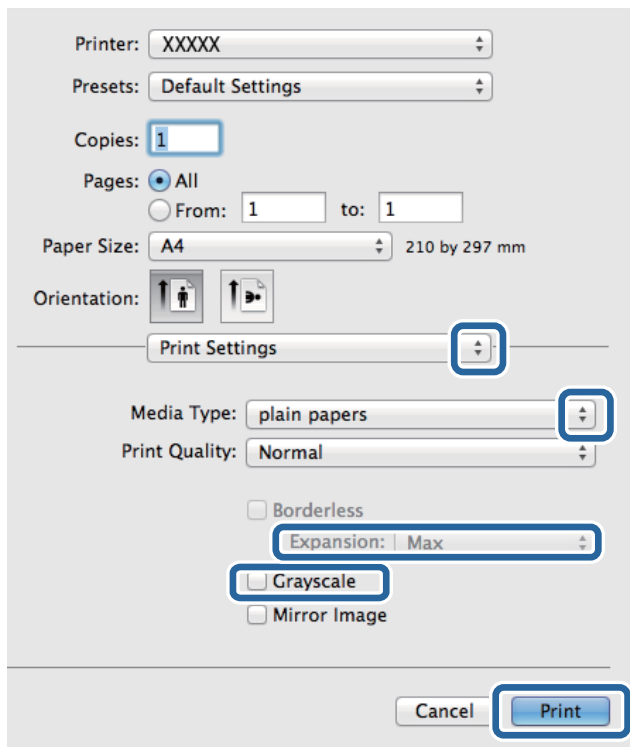 Printer: XXXXX
Presets: Default Settings
Copies: 1
Pages: All
From: 1 to: 1
Paper Size: A4 210 by 297 mm
Orientation:
Print Settings
Media Type: plain papers
Print Quality: Normal
Borderless
Expansion: Max
Grayscale
Mirror Image
Cancel Print